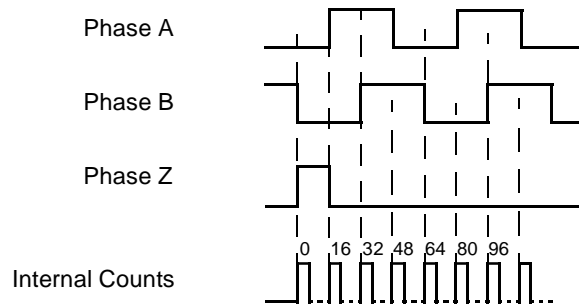 Phase A
Phase B
Phase Z
0 16 32 48 64 80 96
Internal Counts